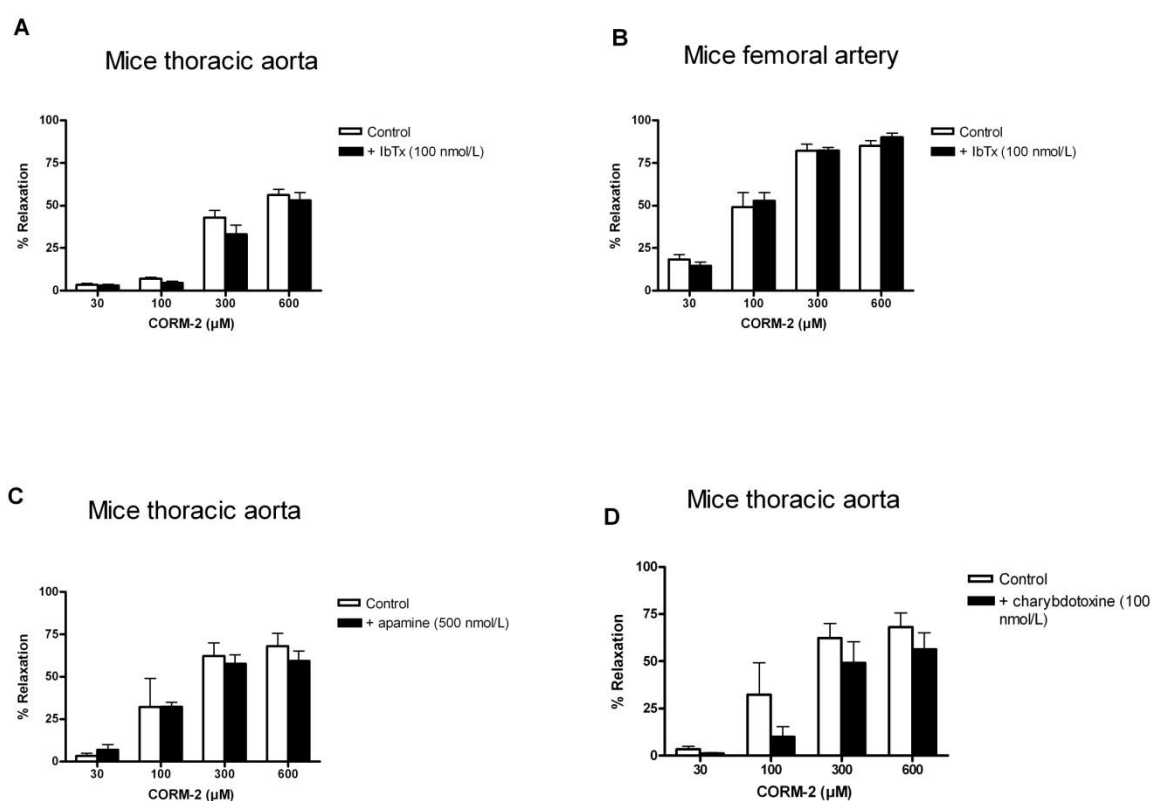 A
Mice thoracic aorta
Control
+ IbTx (100 nmol/L)
% Relaxation
100
75
50
25
0
30 100 300 600
CORM-2 (µM)
B
Mice femoral artery
Control
+ IbTx (100 nmol/L)
% Relaxation
100
75
50
25
0
30 100 300 600
CORM-2 (µM)
C
Mice thoracic aorta
Control
+ apamine (500 nmol/L)
% Relaxation
100
75
50
25
0
30 100 300 600
CORM-2 (µM)
D
Mice thoracic aorta
Control
+ charybdotoxine (100
nmol/L)
% Relaxation
100
75
50
25
0
30 100 300 600
CORM-2 (µM)